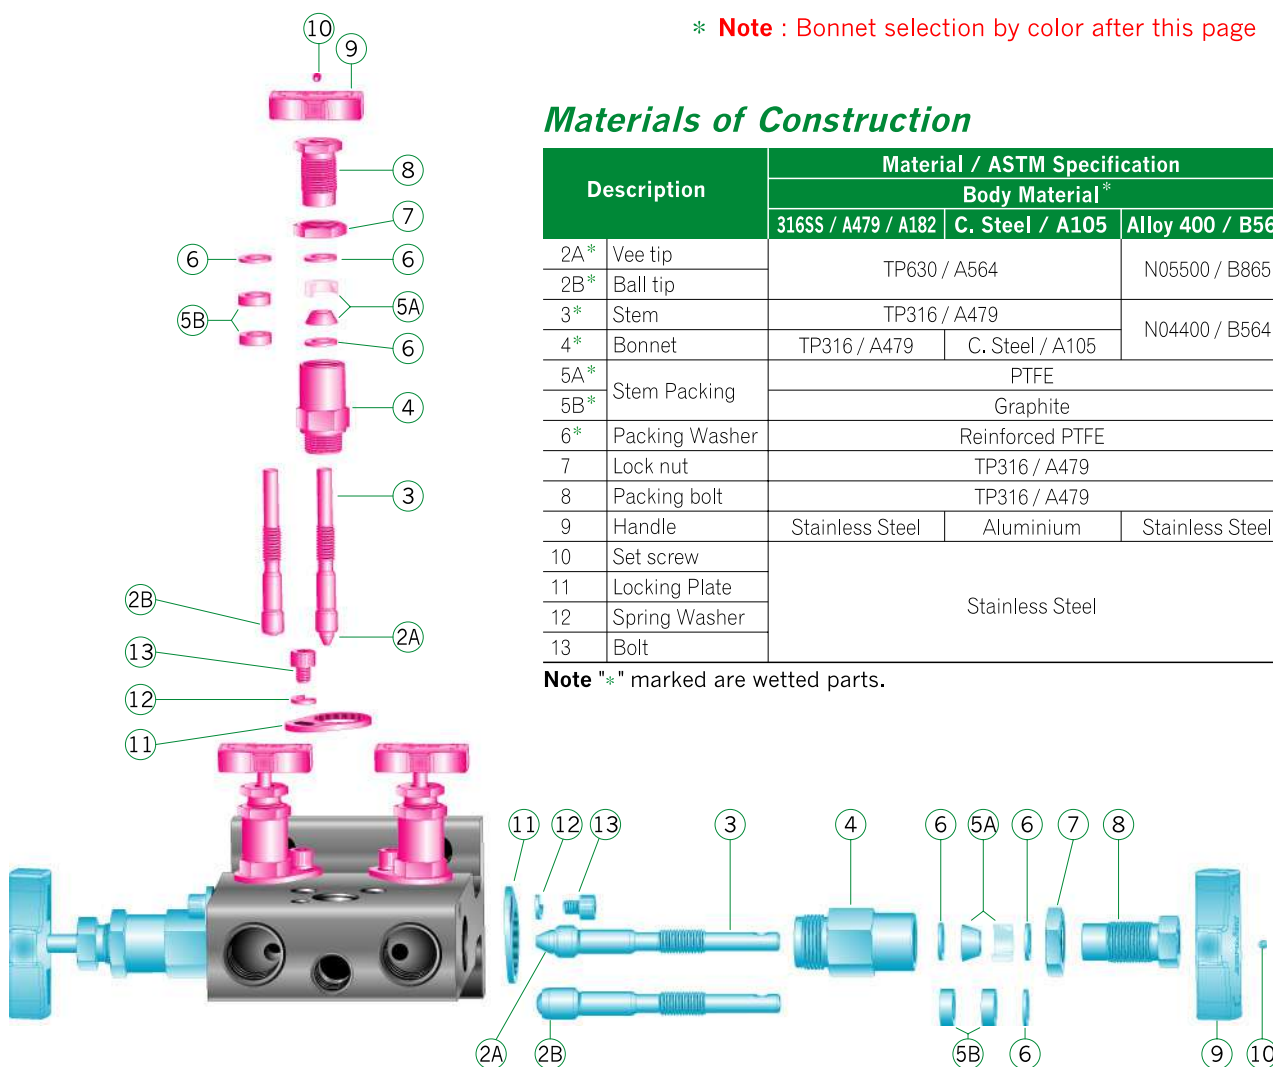 * Note : Bonnet selection by color after this page
Materials of Construction
Description
Material / ASTM Specification
Body Material*
316SS / A479 / A182 C. Steel / A105 Alloy 400 / B56
2A* Vee tip TP630 / A564 N05500 / B865
2B* Ball tip
3* Stem TP316 / A479 N04400 / B564
4* Bonnet TP316 / A479 C. Steel / A105
5A* Stem Packing PTFE
5B* Graphite
6* Packing Washer Reinforced PTFE
7 Lock nut TP316 / A479
8 Packing bolt TP316 / A479
9 Handle Stainless Steel Aluminium Stainless Steel
10 Set screw Stainless Steel
11 Locking Plate
12 Spring Washer
13 Bolt
Note "*" marked are wetted parts.
10
9
8
7
6 6
5B 5A
6
4
3
2B
2A
13
12
11
11 12 13 3 4 6 5A 6 7 8
2A 2B 5B 6 9 10